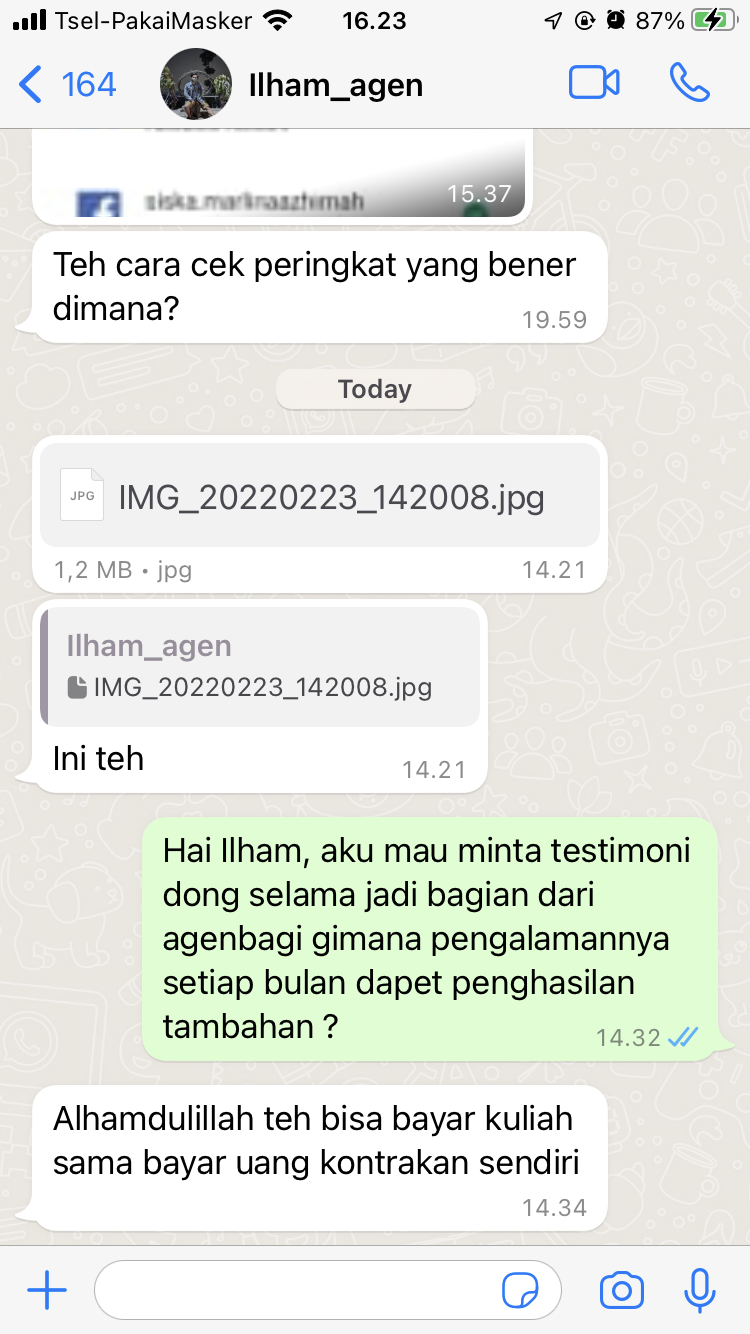 Tsel-PakaiMasker 16.23 87%
164 Ilham_agen
siska.marlinaazhimah
15.37
Teh cara cek peringkat yang bener
dimana?
19.59
Today
JPG IMG_20220223_142008.jpg
1,2 MB • jpg 14.21
Ilham_agen
IMG_20220223_142008.jpg
Ini teh
14.21
Hai Ilham, aku mau minta testimoni
dong selama jadi bagian dari
agenbagi gimana pengalamannya
setiap bulan dapet penghasilan
tambahan ?
14.32
Alhamdulillah teh bisa bayar kuliah
sama bayar uang kontrakan sendiri
14.34